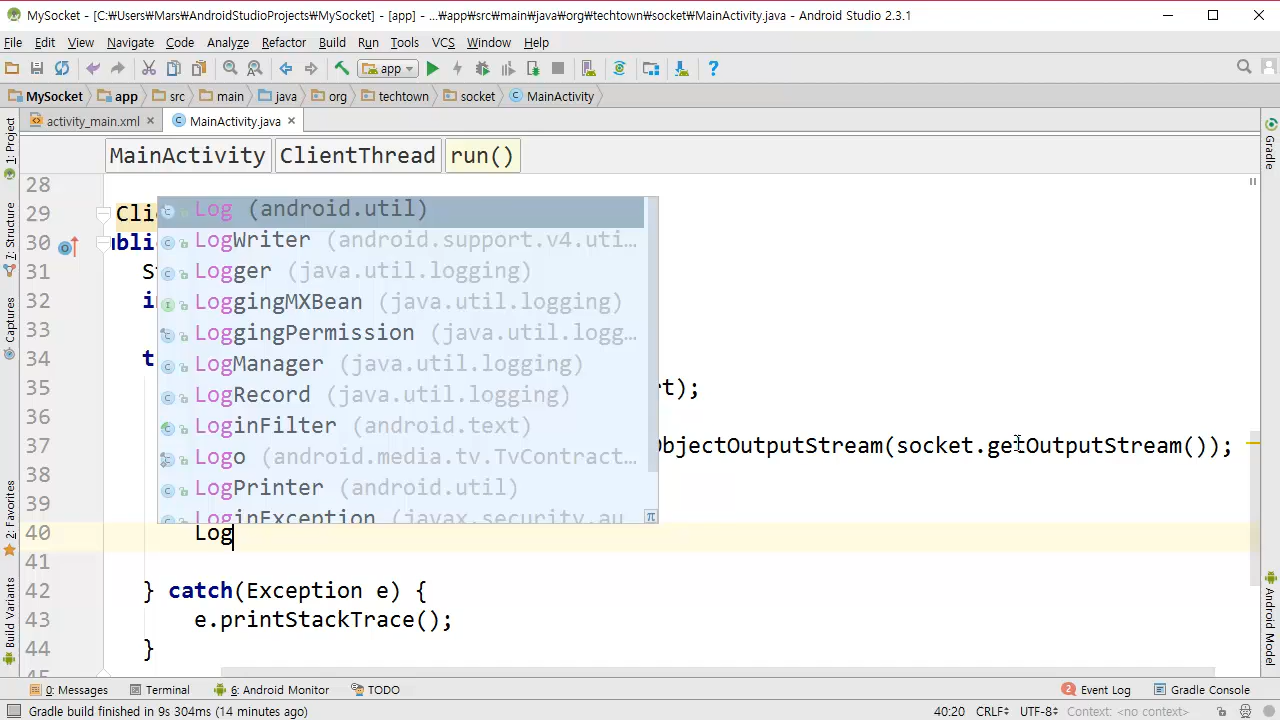 MySocket - [C:₩Users₩Mars₩AndroidStudioProjects₩MySocket] - [app] - ...₩app₩src₩main₩java₩org₩techtown₩socket₩MainActivity.java - Android Studio 2.3.1
File Edit View Navigate Code Analyze Refactor Build Run Tools VCS Window Help
app
MySocket app src main java org techtown socket MainActivity
activity_main.xml MainActivity.java
MainActivity ClientThread run()
28
29 Cli
30 ubli
31 S
32 in
33
34 t
35 rt);
36
37 ObjectOutputStream(socket.getOutputStream());
38
39
40 Log
41
42 } catch(Exception e) {
43 e.printStackTrace();
44 }
45
Log (android.util)
LogWriter (android.support.v4.uti...
Logger (java.util.logging)
LoggingMXBean (java.util.logging)
LoggingPermission (java.util.logg...
LogManager (java.util.logging)
LogRecord (java.util.logging)
LoginFilter (android.text)
Logo (android.media.tv.TvContract...
LogPrinter (android.util)
LoginException (javax.security.au
π
1: Project
7: Structure
Captures
2: Favorites
Build Variants
Gradle
Android Model
0: Messages Terminal 6: Android Monitor TODO 2 Event Log Gradle Console
Gradle build finished in 9s 304ms (14 minutes ago) 40:20 CRLF÷ UTF-8÷ Context: <no context>